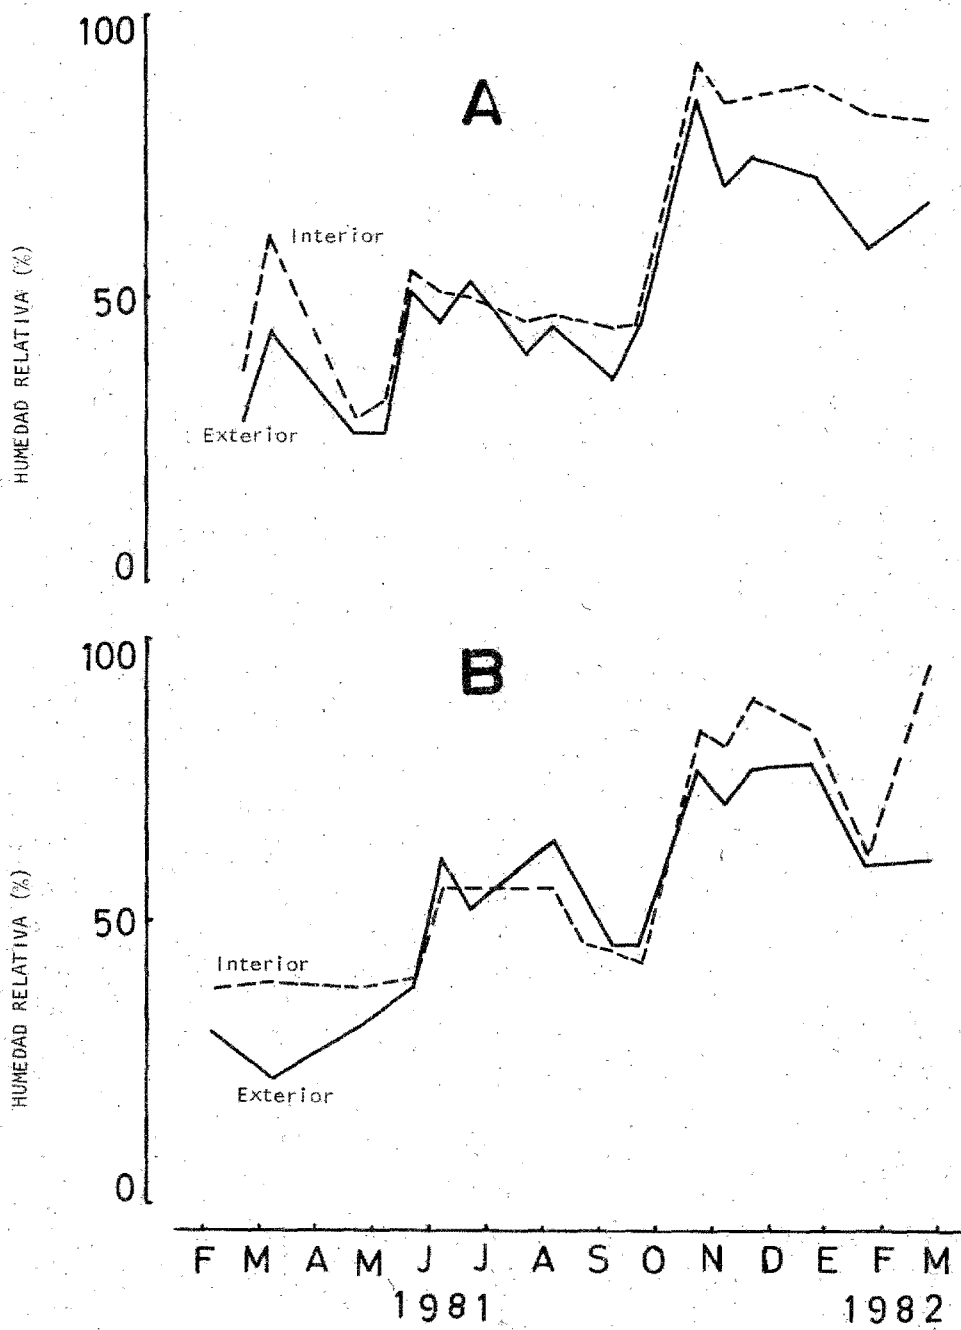 100
A
Interior
HUMEDAD RELATIVA (%)
50
Exterior
0
100
B
HUMEDAD RELATIVA (%)
50
Interior
Exterior
0
F M A M J J A S O N D E F M
1981 1982